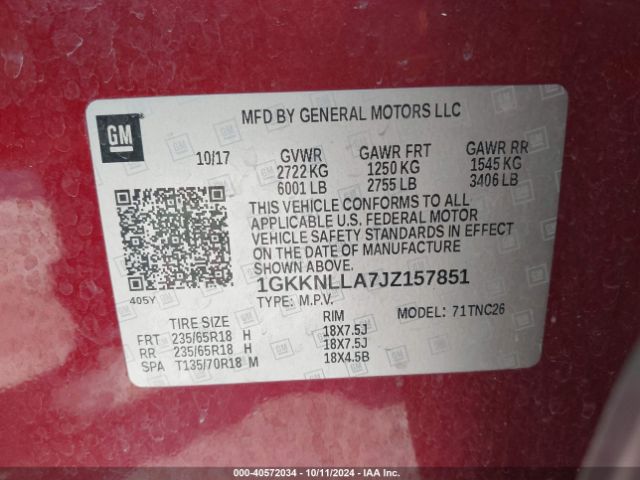 GM
MFD BY GENERAL MOTORS LLC
10/17 GVWR GAWR FRT GAWR RR
2722 KG 1250 KG 1545 KG
6001 LB 2755 LB 3406 LB
THIS VEHICLE CONFORMS TO ALL
APPLICABLE U.S. FEDERAL MOTOR
VEHICLE SAFETY STANDARDS IN EFFECT
ON THE DATE OF MANUFACTURE
SHOWN ABOVE.
405Y 1GKKNLLA7JZ157851
TYPE: M.P.V. MODEL: 71TNC26
TIRE SIZE RIM
FRT 235/65R18 H 18X7.5J
RR 235/65R18 H 18X7.5J
SPA T135/70R18 M 18X4.5B
000-40572034 - 10/11/2024 - IAA Inc.